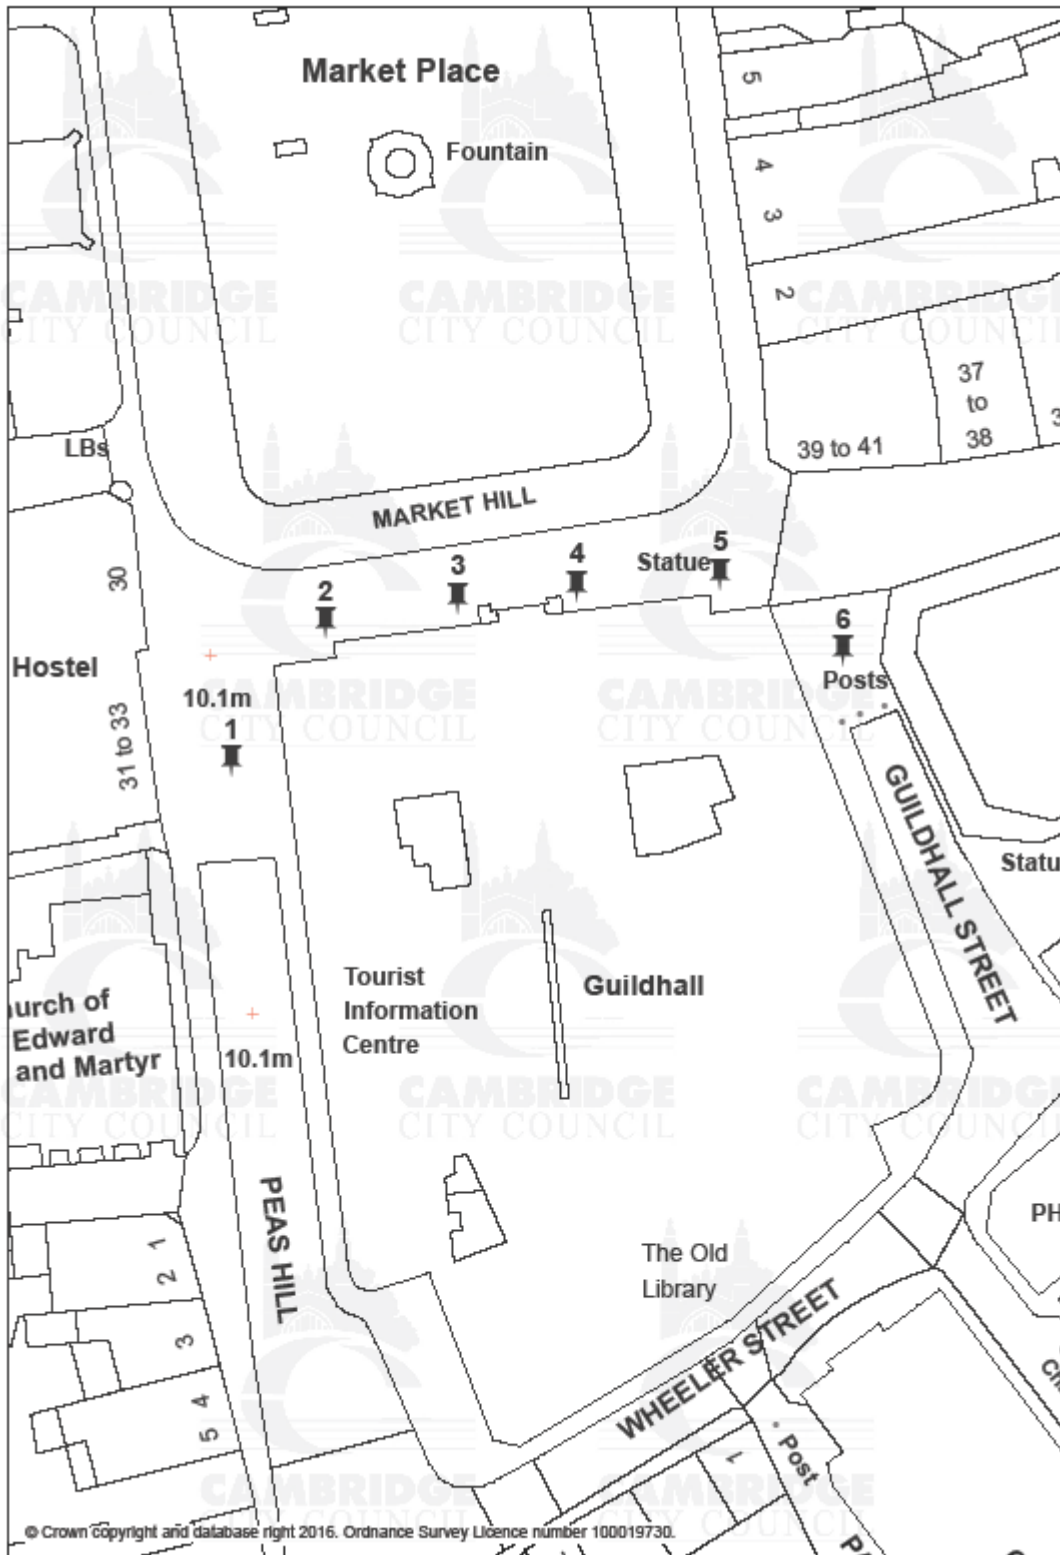 Market Place
Fountain
5
4
3
2
37
to
38
39 to 41
LBs
MARKET HILL
30
Statue
5
4
3
2
6
Hostel
Posts
10.1m
31 to 33
1
GUILDHALL STREET
Statu
Tourist
Information
Centre
Guildhall
urch of
Edward
and Martyr
10.1m
PEAS HILL
PH
1
2
3
4
5
The Old
Library
WHEELER STREET
Post
1
CAMBRIDGE
CITY COUNCIL
© Crown copyright and database right 2016. Ordnance Survey Licence number 100019730.